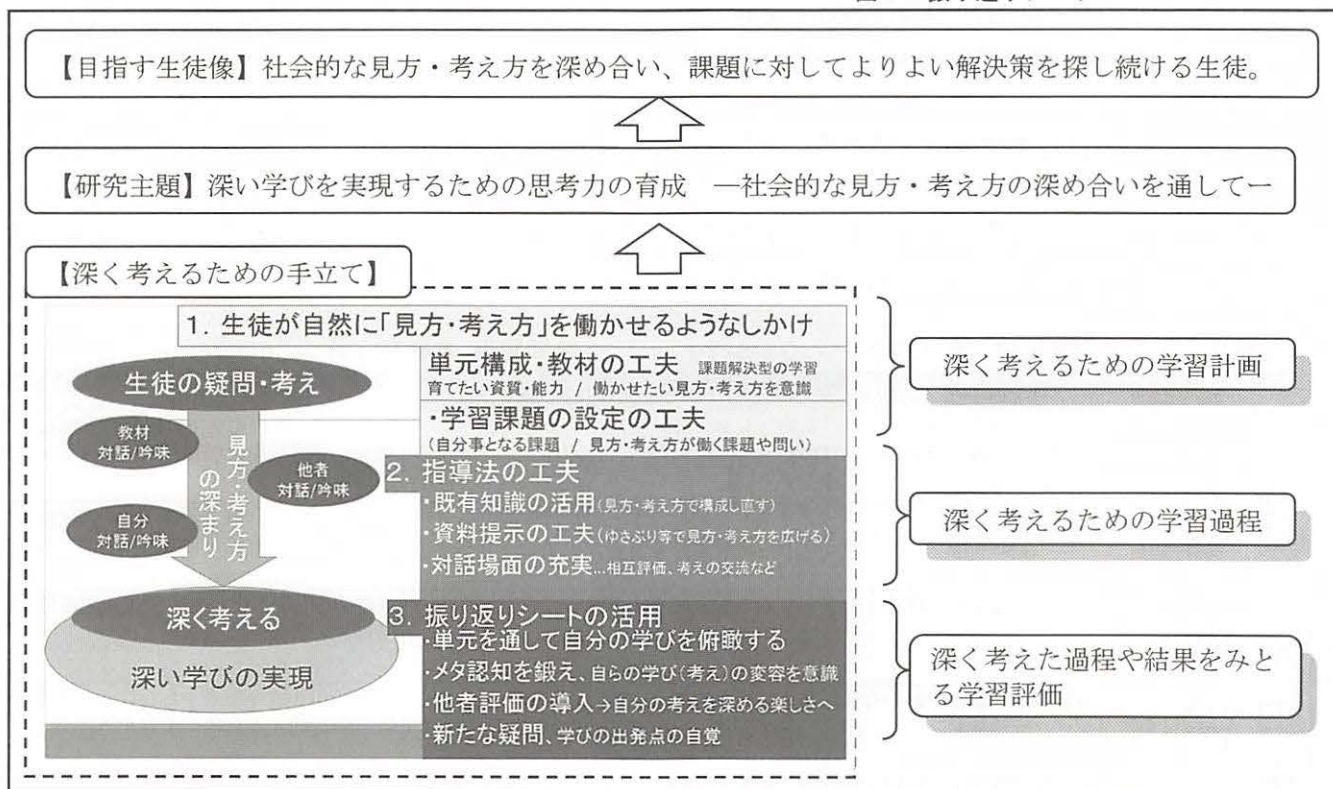 【目指す生徒像】社会的な見方・考え方を深め合い、課題に対してよりよい解決策を探し続ける生徒。
【研究主題】深い学びを実現するための思考力の育成　―社会的な見方・考え方の深め合いを通してー
【深く考えるための手立て】
1. 生徒が自然に「見方・考え方」を働かせるようなしかけ
生徒の疑問・考え
教材
対話/吟味
他者
対話/吟味
自分
対話/吟味
見方・考え方
の深まり
深く考える
深い学びの実現
単元構成・教材の工夫　課題解決型の学習
育てたい資質・能力 / 働かせたい見方・考え方を意識
・学習課題の設定の工夫
(自分事となる課題 / 見方・考え方が働く課題や問い)
2. 指導法の工夫
・既有知識の活用(見方・考え方で構成し直す)
・資料提示の工夫(ゆさぶり等で見方・考え方を広げる)
・対話場面の充実…相互評価、考えの交流など
3. 振り返りシートの活用
・単元を通して自分の学びを俯瞰する
・メタ認知を鍛え、自らの学び(考え)の変容を意識
・他者評価の導入→自分の考えを深める楽しさへ
・新たな疑問、学びの出発点の自覚
深く考えるための学習計画
深く考えるための学習過程
深く考えた過程や結果をみと
る学習評価